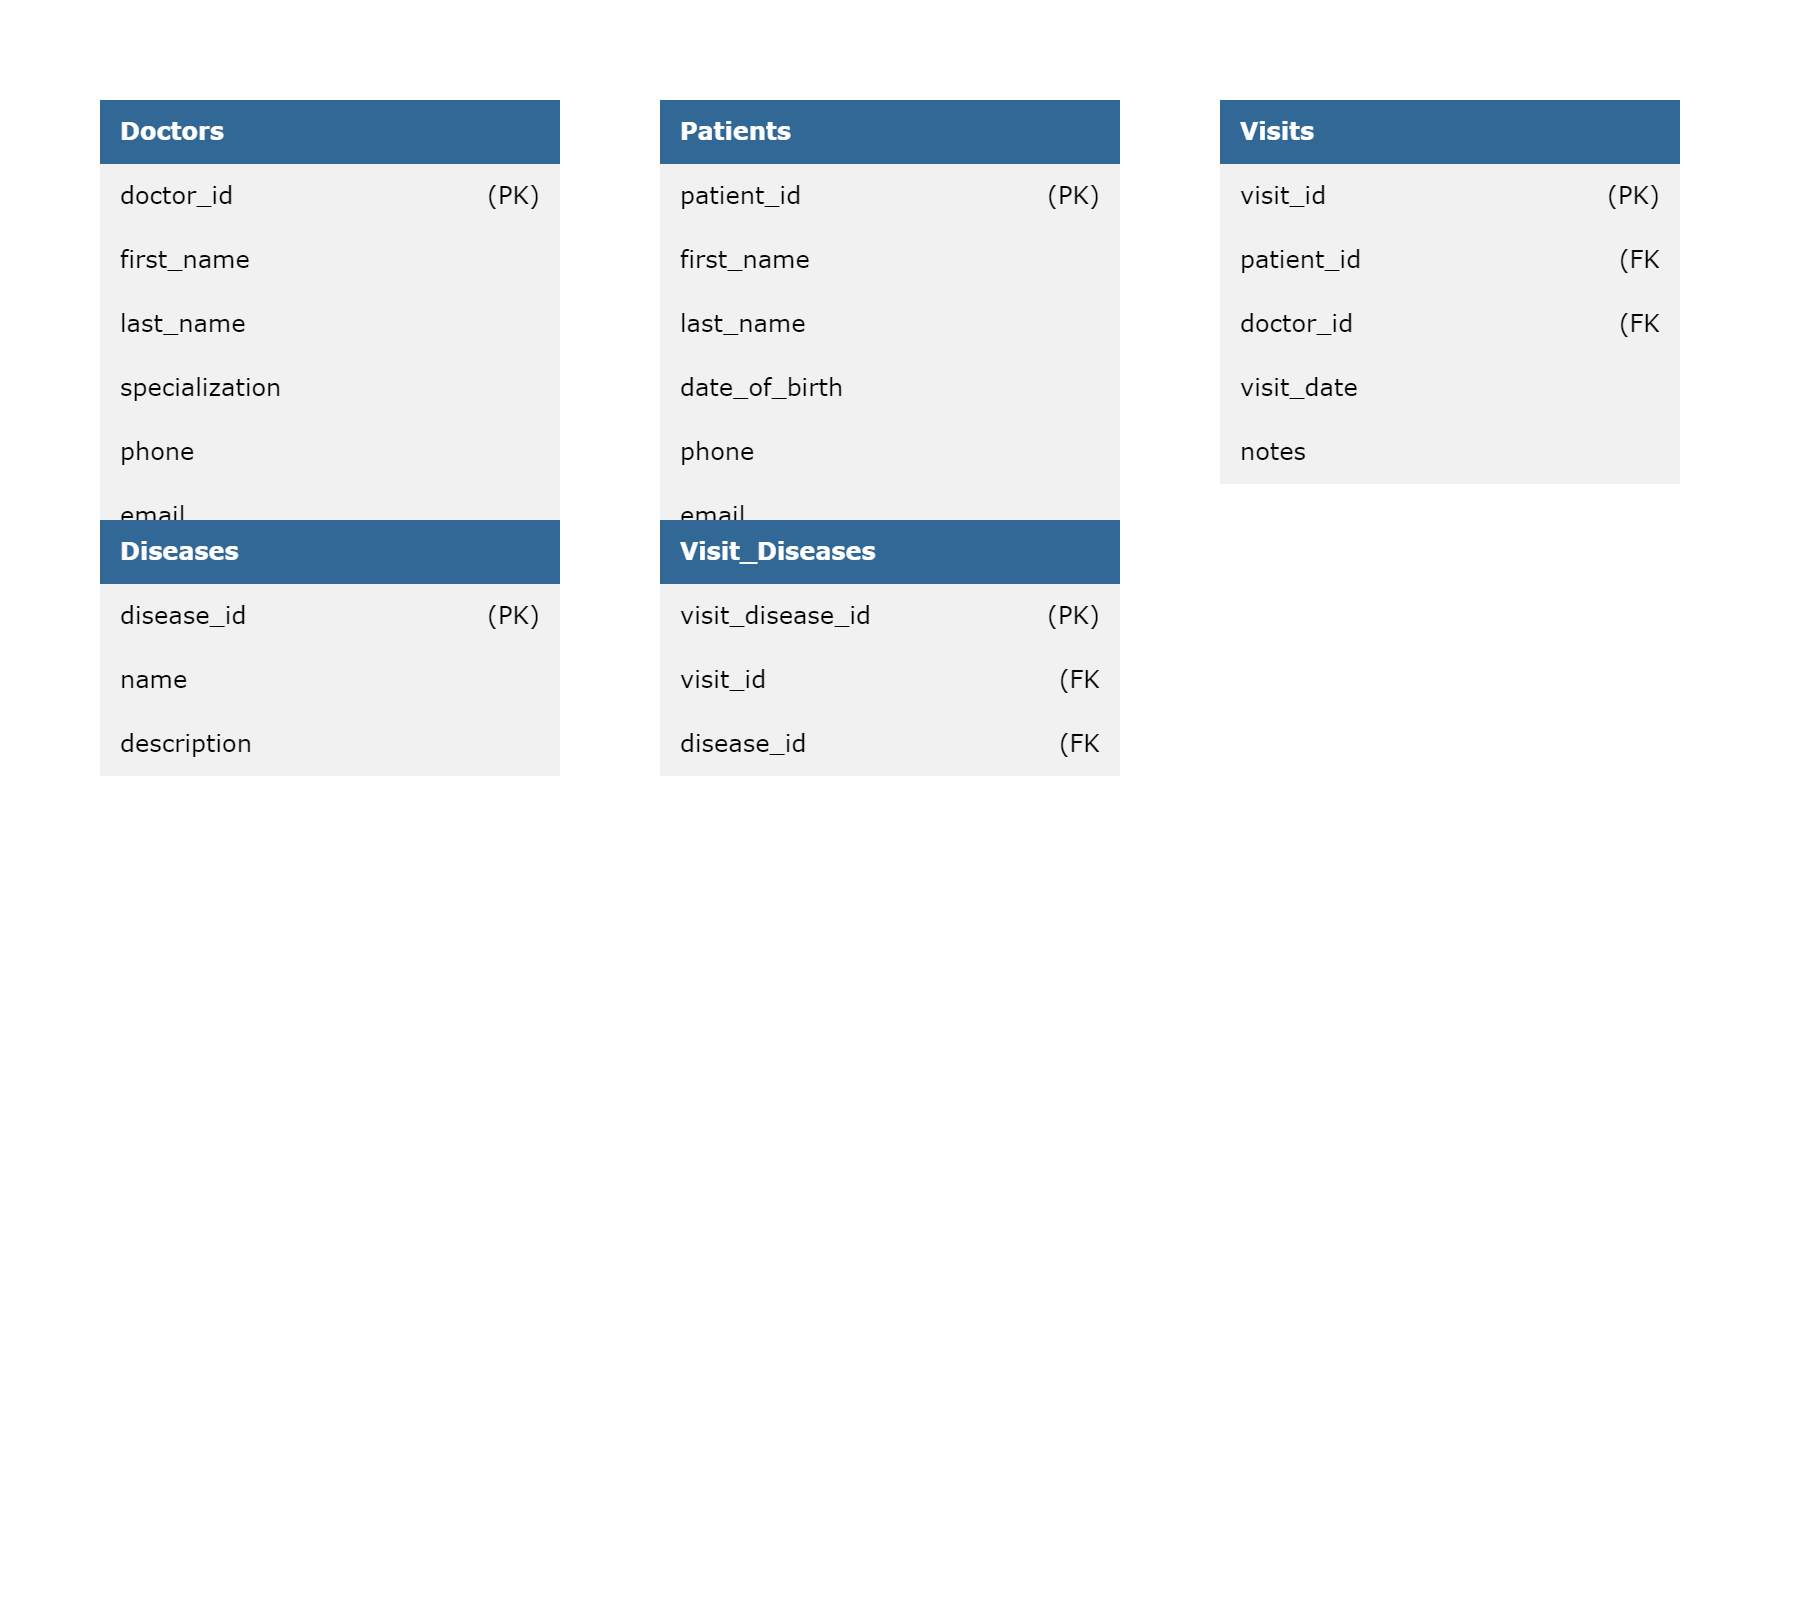 Doctors
doctor_id (PK)
first_name
last_name
specialization
phone
email
Patients
patient_id (PK)
first_name
last_name
date_of_birth
phone
email
Visits
visit_id (PK)
patient_id (FK
doctor_id (FK
visit_date
notes
Diseases
disease_id (PK)
name
description
Visit_Diseases
visit_disease_id (PK)
visit_id (FK
disease_id (FK